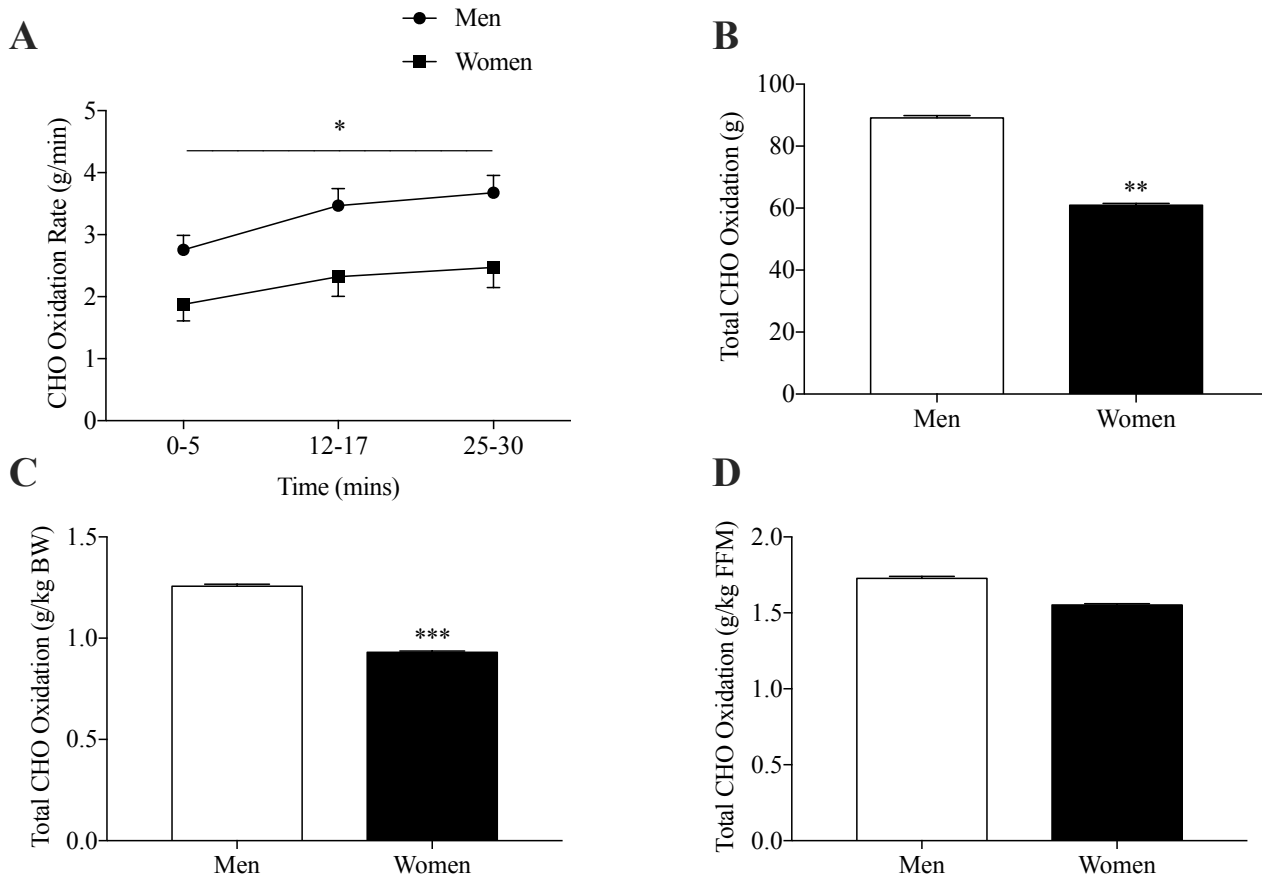 A
Men
Women
CHO Oxidation Rate (g/min)
5
4
3
2
1
0
*
0-5
12-17
25-30
Time (mins)
B
Total CHO Oxidation (g)
100
80
60
40
20
0
**
Men
Women
C
Total CHO Oxidation (g/kg BW)
1.5
1.0
0.5
0.0
***
Men
Women
D
Total CHO Oxidation (g/kg FFM)
2.0
1.5
1.0
0.5
0.0
Men
Women